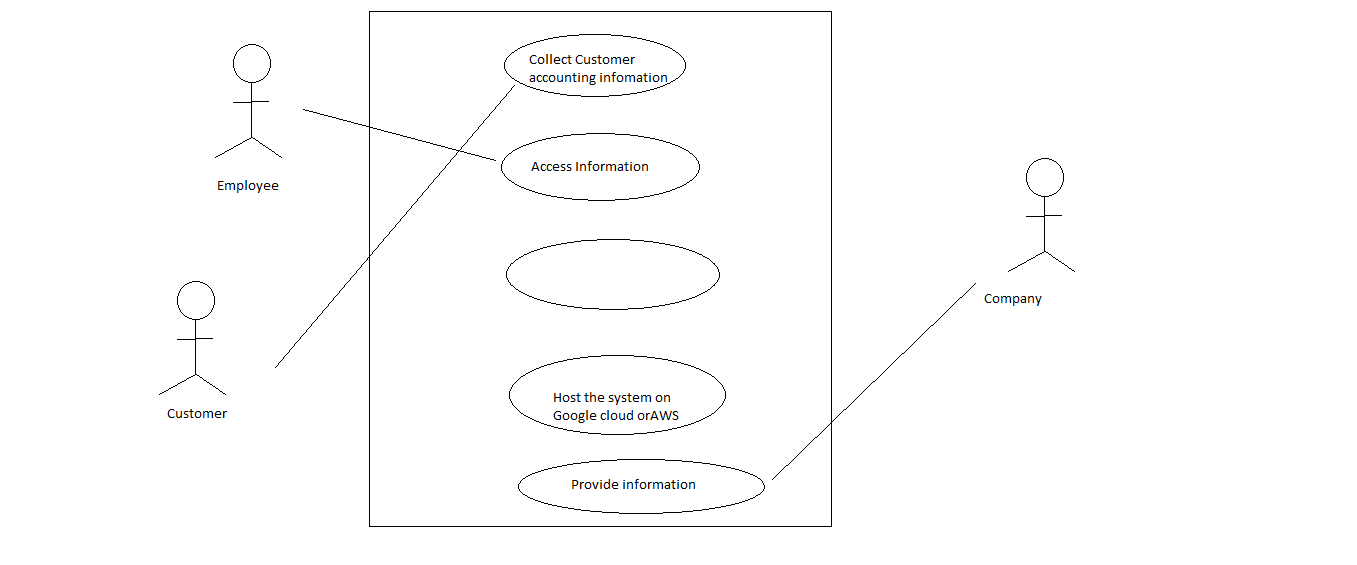 Collect Customer
accounting infomation
Employee
Access Information
Company
Customer
Host the system on
Google cloud orAWS
Provide information